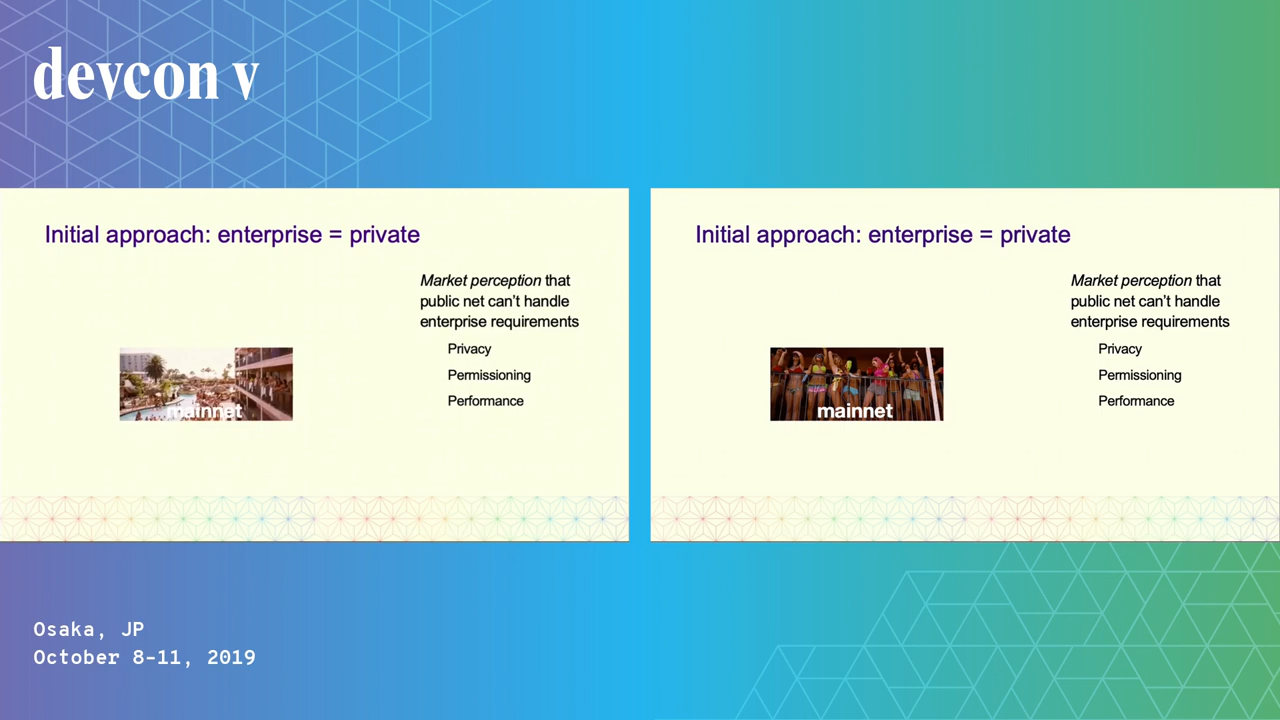 devcon v
Initial approach: enterprise = private
Market perception that
public net can't handle
enterprise requirements
Privacy
Permissioning
Performance
mainnet
Initial approach: enterprise = private
Market perception that
public net can't handle
enterprise requirements
Privacy
Permissioning
Performance
mainnet
Osaka, JP
October 8-11, 2019